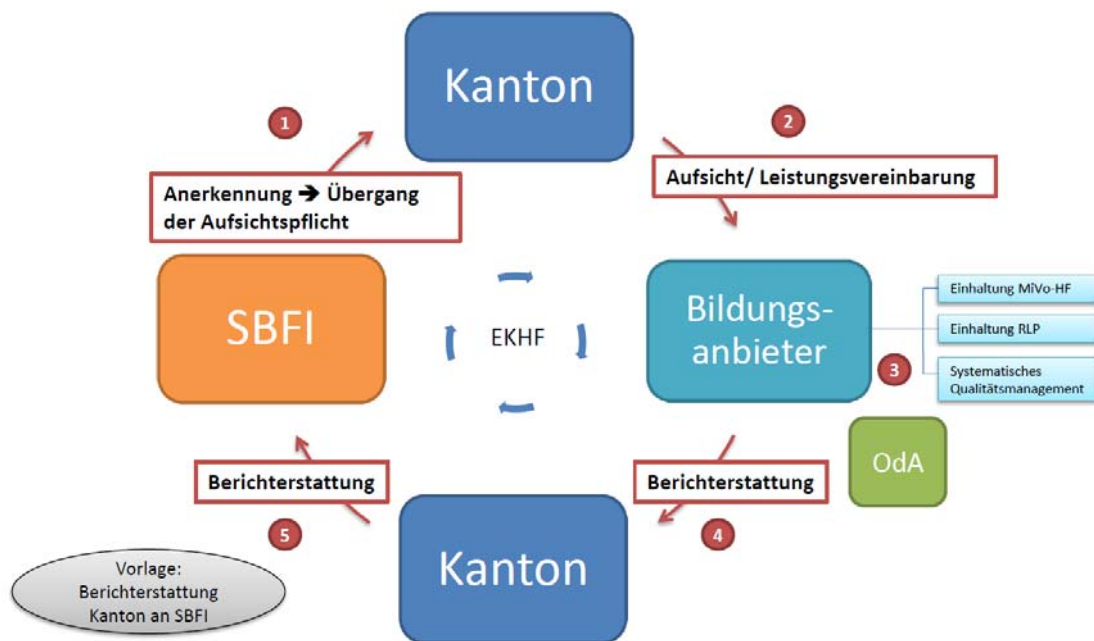 Kanton
1
2
Anerkennung ➔ Übergang
der Aufsichtspflicht
Aufsicht/ Leistungsvereinbarung
SBFI
EKHF
Bildungs-
anbieter
Einhaltung MiVo-HF
Einhaltung RLP
Systematisches
Qualitätsmanagement
3
OdA
Berichterstattung
Berichterstattung
5
4
Kanton
Vorlage:
Berichterstattung
Kanton an SBFI